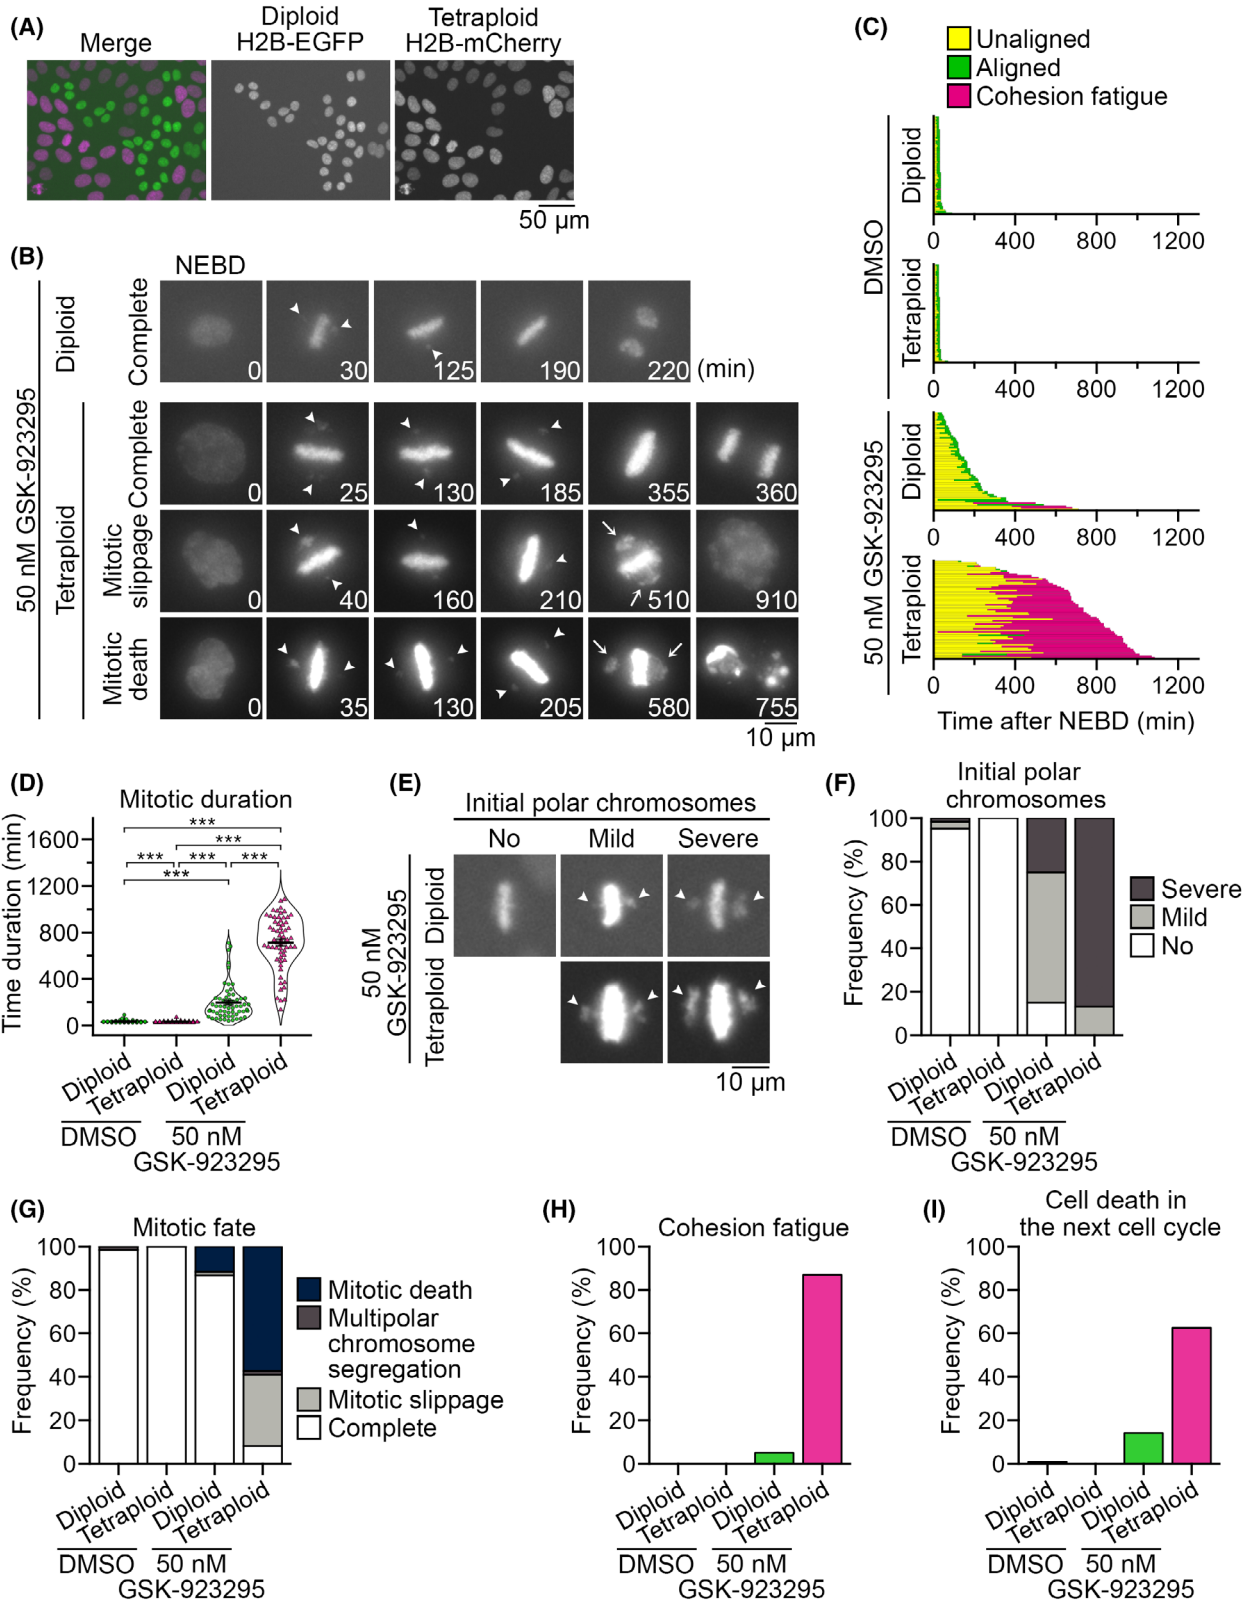 (A)
Merge
Diploid
H2B-EGFP
Tetraploid
H2B-mCherry
50 µm
(B)
NEBD
50 nM GSK-923295
Diploid
Complete
0 30 125 190 220 (min)
Tetraploid
Complete
0 25 130 185 355 360
Mitotic
slippage
0 40 160 210 510 910
Mitotic
death
0 35 130 205 580 755
10 µm
(C)
Unaligned
Aligned
Cohesion fatigue
DMSO
Diploid
0 400 800 1200
Tetraploid
0 400 800 1200
50 nM GSK-923295
Diploid
0 400 800 1200
Tetraploid
0 400 800 1200
Time after NEBD (min)
(D)
Mitotic duration
Time duration (min)
1600
1200
800
400
0
***
***
*** *** ***
***
Diploid
Tetraploid
Diploid
Tetraploid
DMSO
50 nM
GSK-923295
(E)
Initial polar chromosomes
No Mild Severe
50 nM
GSK-923295
Diploid
Tetraploid
10 µm
(F)
Initial polar
chromosomes
Frequency (%)
100
80
60
40
20
0
Severe
Mild
No
Diploid
Tetraploid
Diploid
Tetraploid
DMSO
50 nM
GSK-923295
(G)
Mitotic fate
Frequency (%)
100
80
60
40
20
0
Mitotic death
Multipolar
chromosome
segregation
Mitotic slippage
Complete
Diploid
Tetraploid
Diploid
Tetraploid
DMSO
50 nM
GSK-923295
(H)
Cohesion fatigue
Frequency (%)
100
80
60
40
20
0
Diploid
Tetraploid
Diploid
Tetraploid
DMSO
50 nM
GSK-923295
(I)
Cell death in
the next cell cycle
Frequency (%)
100
80
60
40
20
0
Diploid
Tetraploid
Diploid
Tetraploid
DMSO
50 nM
GSK-923295